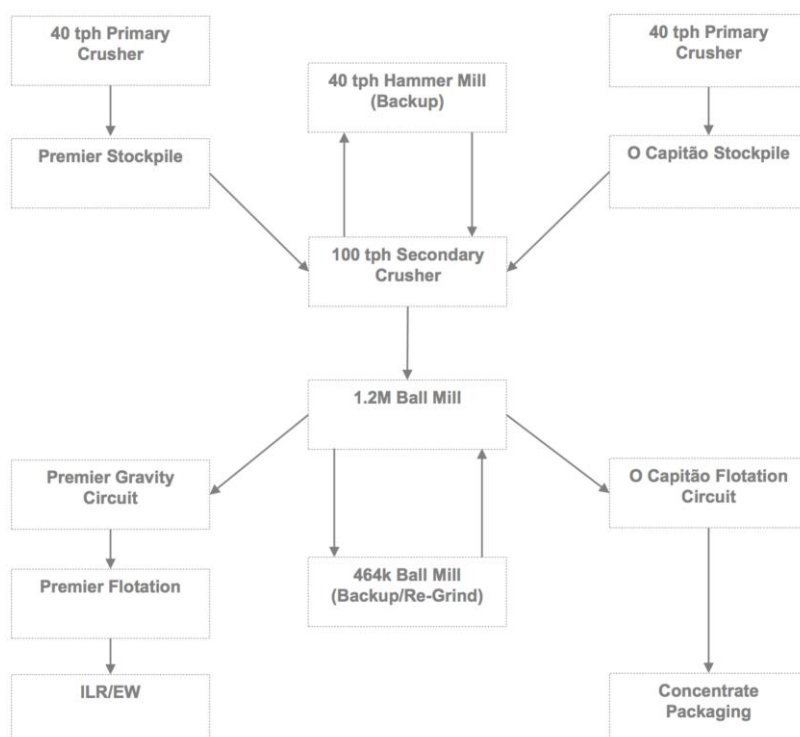 40 tph Primary
Crusher
40 tph Hammer Mill
(Backup)
40 tph Primary
Crusher
Premier Stockpile
O Capitão Stockpile
100 tph Secondary
Crusher
1.2M Ball Mill
Premier Gravity
Circuit
O Capitão Flotation
Circuit
Premier Flotation
464k Ball Mill
(Backup/Re-Grind)
ILR/EW
Concentrate
Packaging